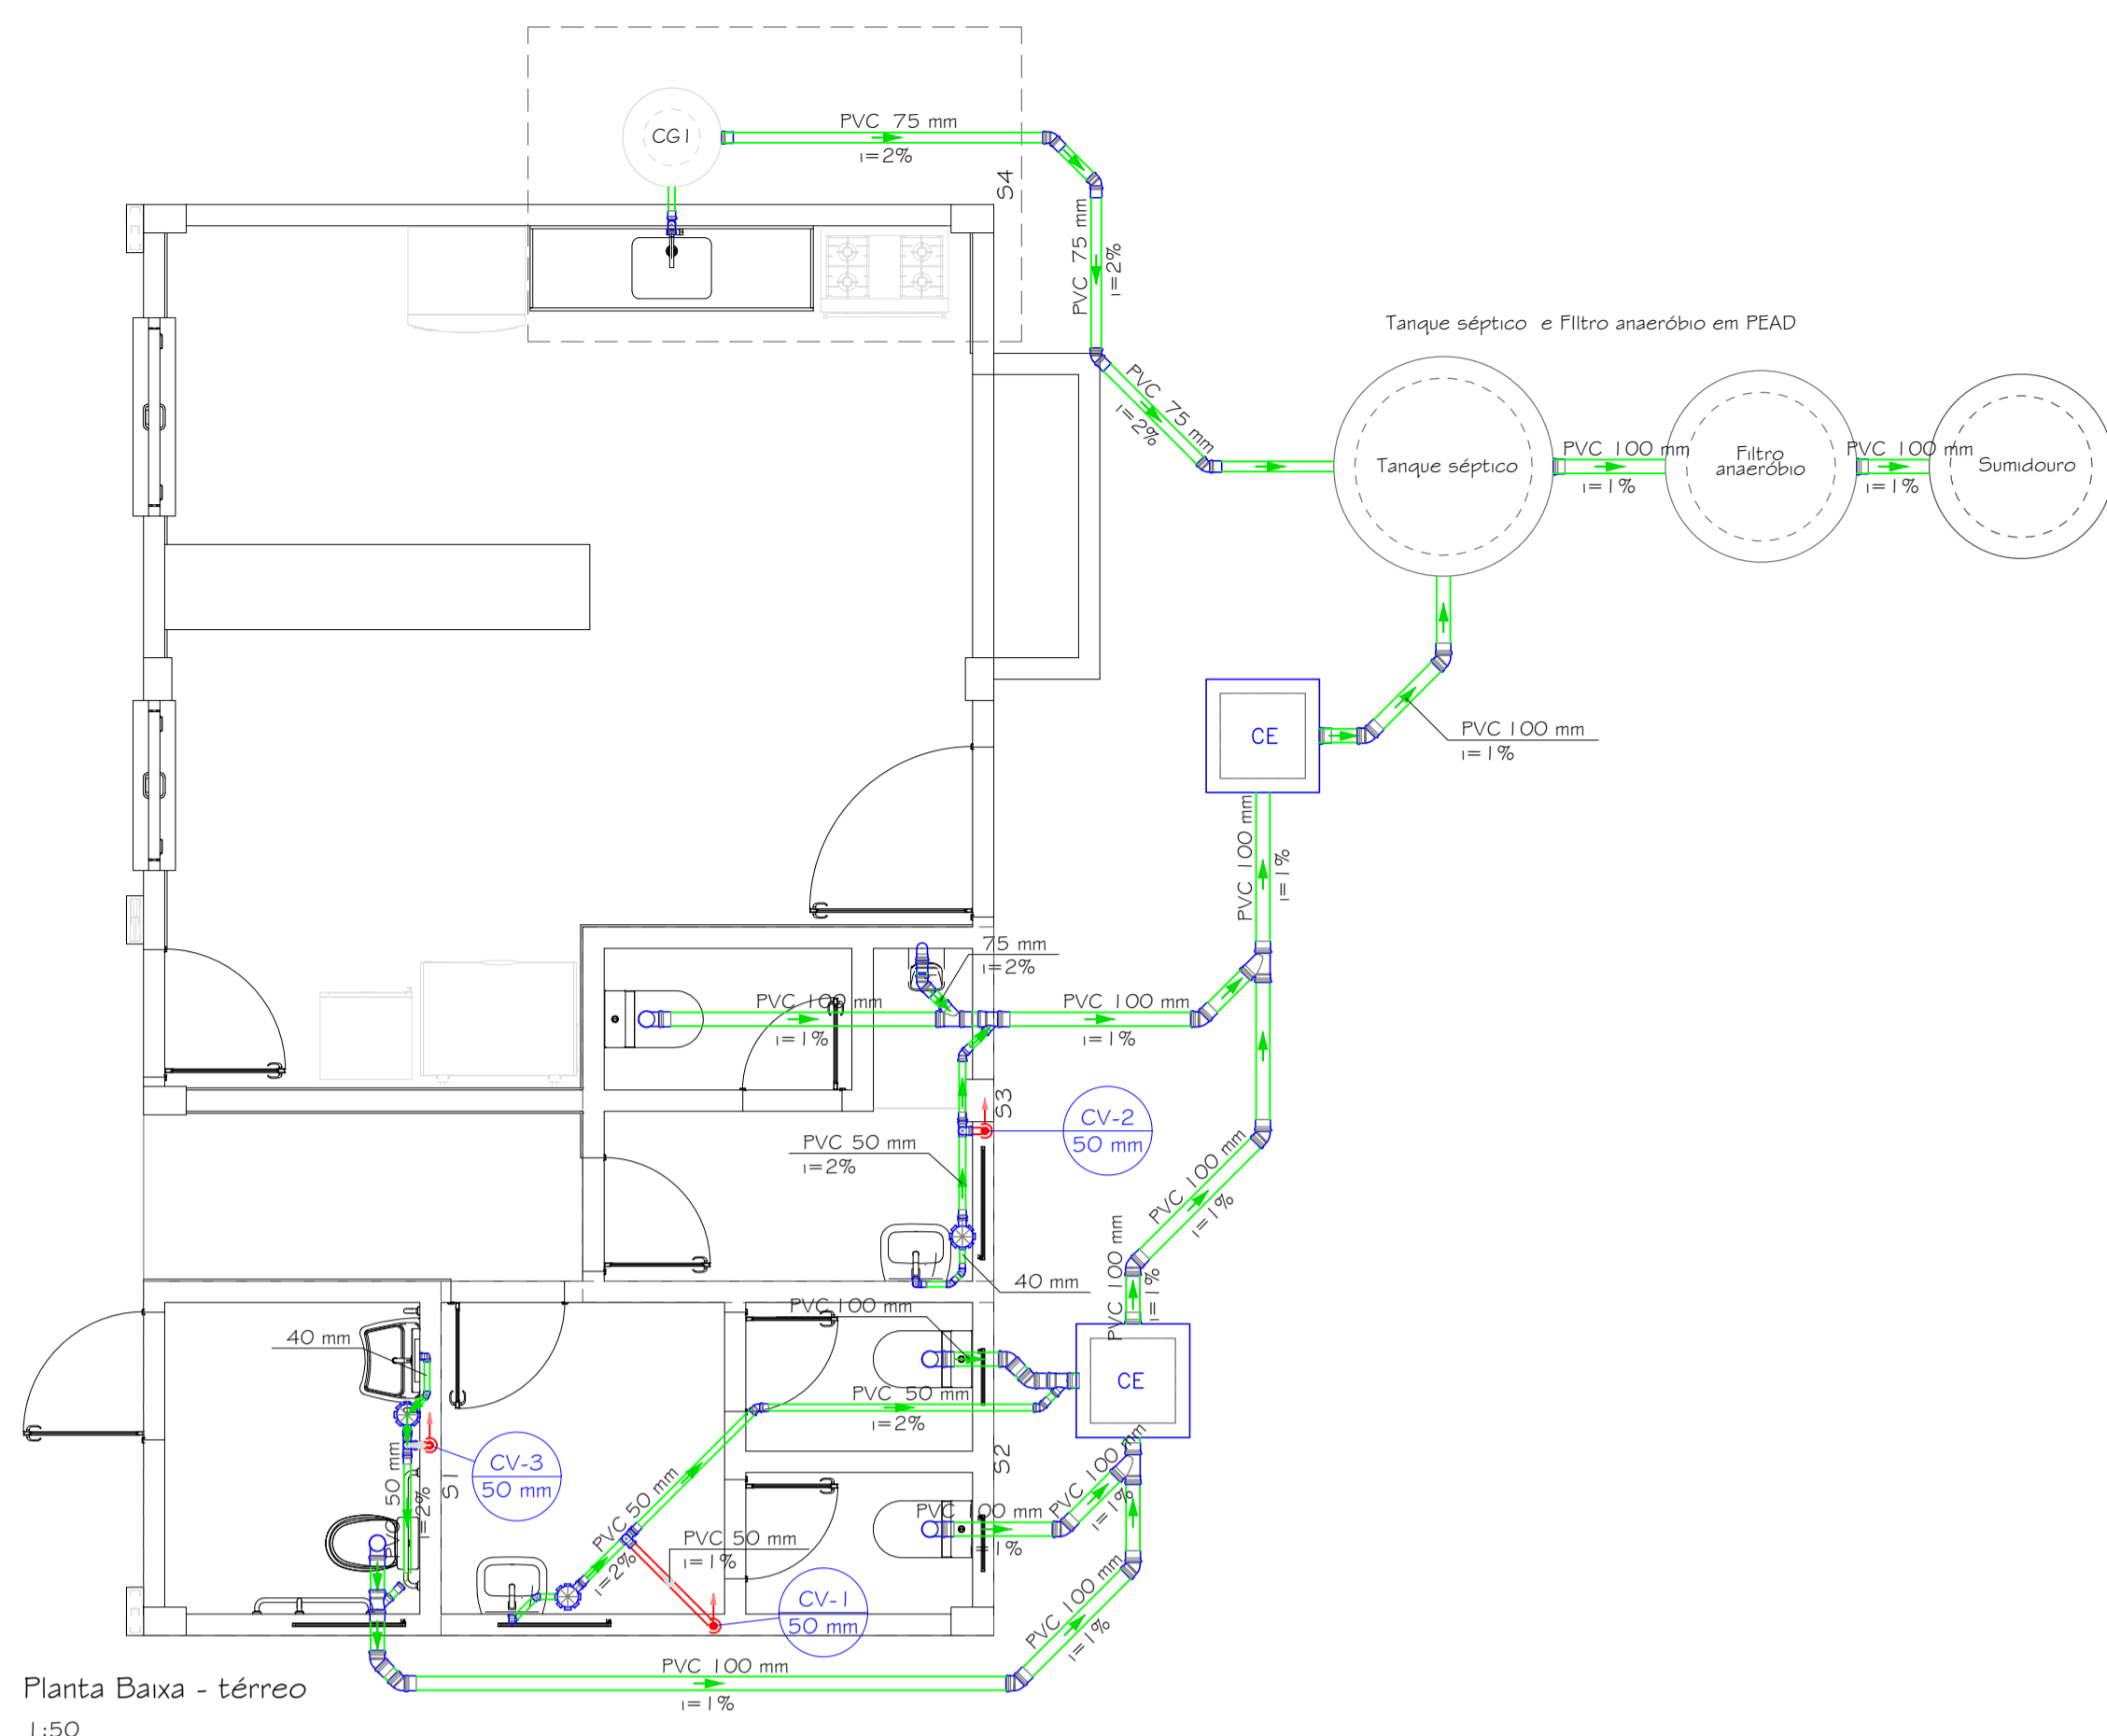 CG1
PVC 75 mm
i=2%
S4
PVC 75 mm
i=2%
Tanque séptico e FIltro anaeróbio em PEAD
PVC 75 mm
i=2%
Tanque séptico
PVC 100 mm
i=1%
Filtro
anaeróbio
PVC 100 mm
i=1%
Sumidouro
CE
PVC 100 mm
i=1%
PVC 100 mm
i=1%
75 mm
i=2%
PVC 100 mm
i=1%
PVC 100 mm
i=1%
S3
CV-2
50 mm
PVC 50 mm
i=2%
PVC 100 mm
i=1%
40 mm
PVC 100 mm
i=1%
PVC 100 mm
40 mm
CE
PVC 50 mm
i=2%
CV-3
50 mm
S1
PVC 50 mm
i=2%
S2
PVC 50 mm
i=2%
PVC 50 mm
i=1%
PVC 100 mm
i=1%
PVC 100 mm
i=1%
CV-1
50 mm
PVC 100 mm
i=1%
PVC 100 mm
i=1%
Planta Baixa - térreo
1:50